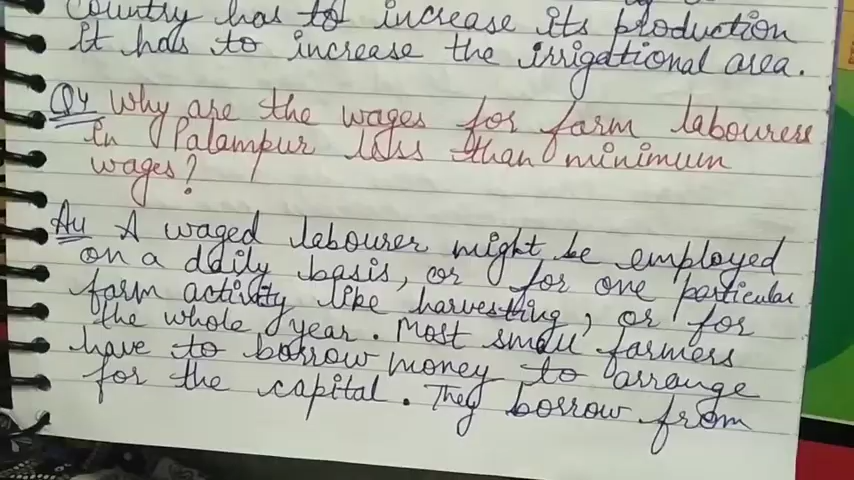 Country has to increase its production
it has to increase the irrigational area.
Q4 Why are the wages for farm labourers
in Palampur less than minimum
wages?
A4 A waged labourer might be employed
on a daily basis, or for one particular
farm activity like harvesting, or for
the whole year. Most small farmers
have to borrow money to arrange
for the capital. They borrow from